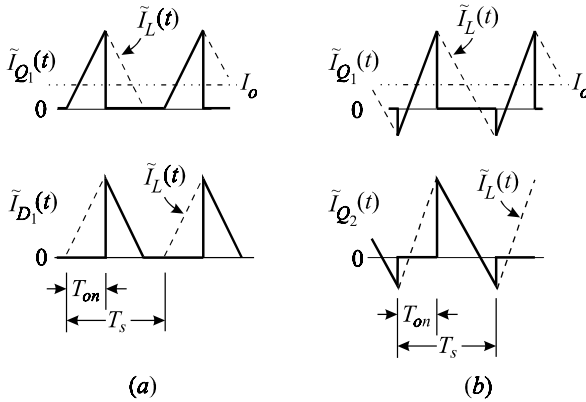 Ĩ_L(t)
Ĩ_Q1(t)
I_o
0
Ĩ_L(t)
Ĩ_D1(t)
0
T_on
T_s
(a)
Ĩ_L(t)
Ĩ_Q1(t)
I_o
0
Ĩ_L(t)
Ĩ_Q2(t)
0
T_on
T_s
(b)